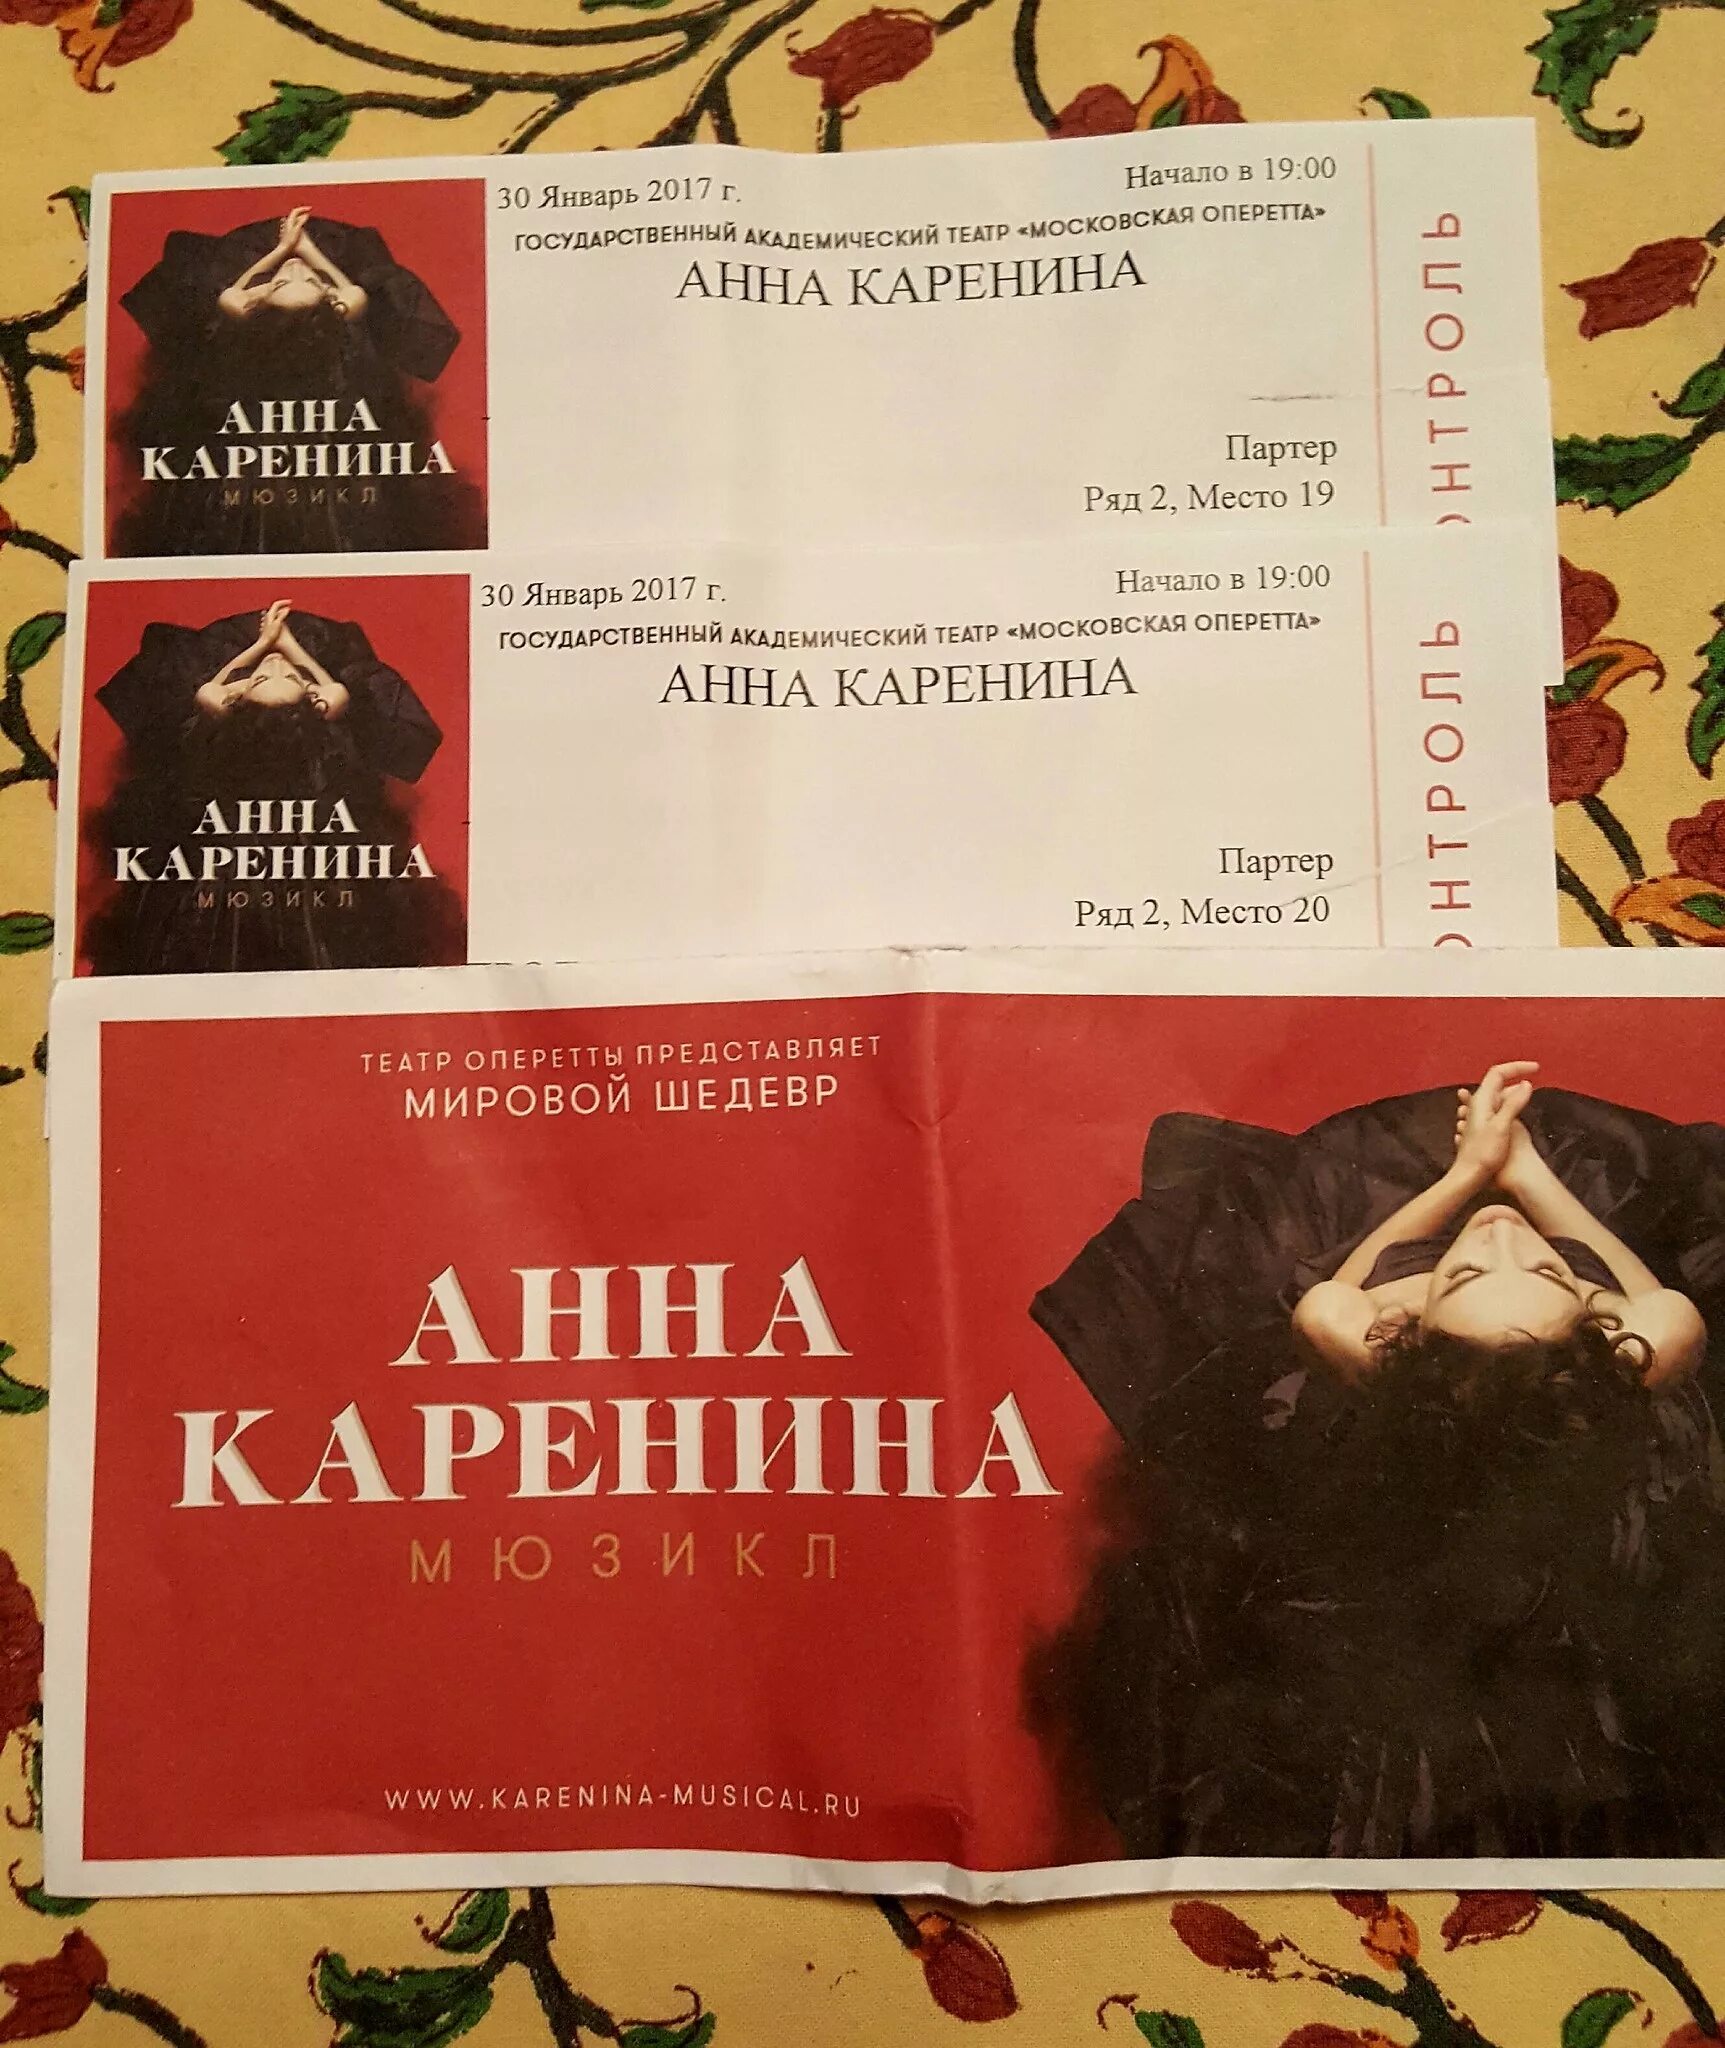 30 Январь 2017 г.
Начало в 19:00
ГОСУДАРСТВЕННЫЙ АКАДЕМИЧЕСКИЙ ТЕАТР «МОСКОВСКАЯ ОПЕРЕТТА»
АННА КАРЕНИНА
АННА
КАРЕНИНА
МЮЗИКЛ
Партер
Ряд 2, Место 19
ОНТРОЛЬ
30 Январь 2017 г.
Начало в 19:00
ГОСУДАРСТВЕННЫЙ АКАДЕМИЧЕСКИЙ ТЕАТР «МОСКОВСКАЯ ОПЕРЕТТА»
АННА КАРЕНИНА
АННА
КАРЕНИНА
МЮЗИКЛ
Партер
Ряд 2, Место 20
ОНТРОЛЬ
ТЕАТР ОПЕРЕТТЫ ПРЕДСТАВЛЯЕТ
МИРОВОЙ ШЕДЕВР
АННА
КАРЕНИНА
МЮЗИКЛ
WWW.KARENINA-MUSICAL.RU